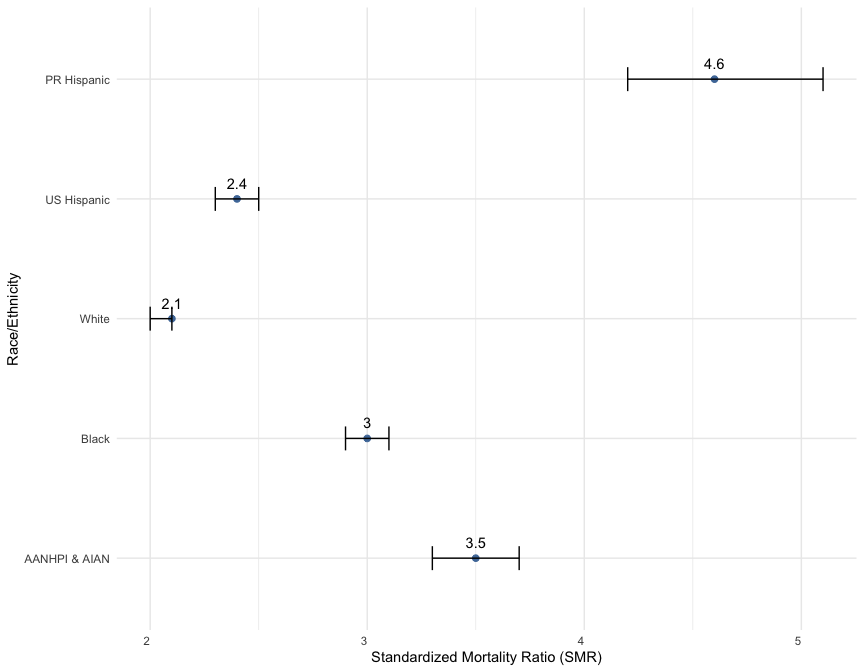 PR Hispanic
4.6
US Hispanic
2.4
White
2.1
Black
3
AANHPI & AIAN
3.5
Race/Ethnicity
2 3 4 5
Standardized Mortality Ratio (SMR)